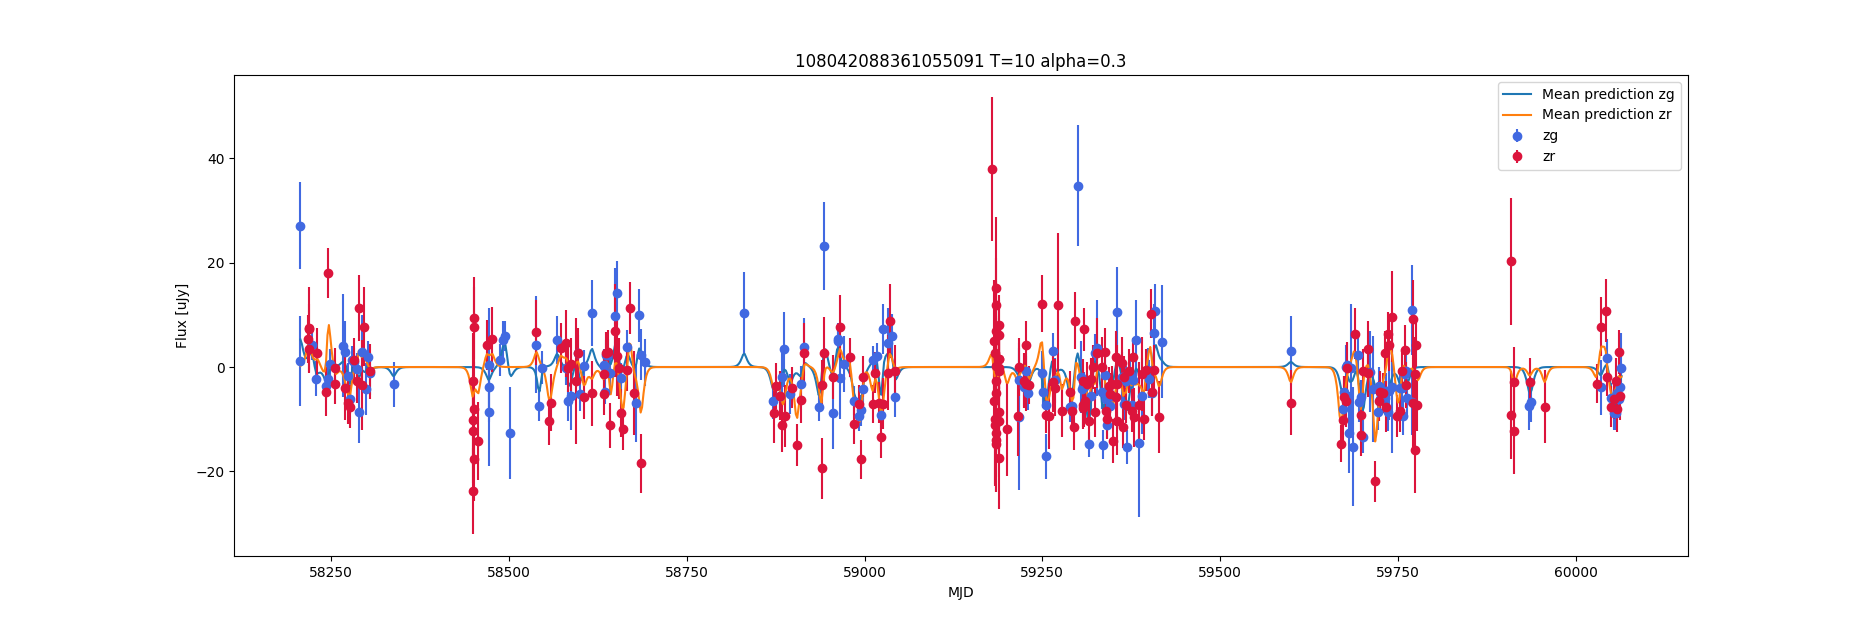 108042088361055091 T=10 alpha=0.3
Mean prediction zg
Mean prediction zr
zg
zr
Flux [uJy]
40
20
0
−20
58250
58500
58750
59000
59250
59500
59750
60000
MJD